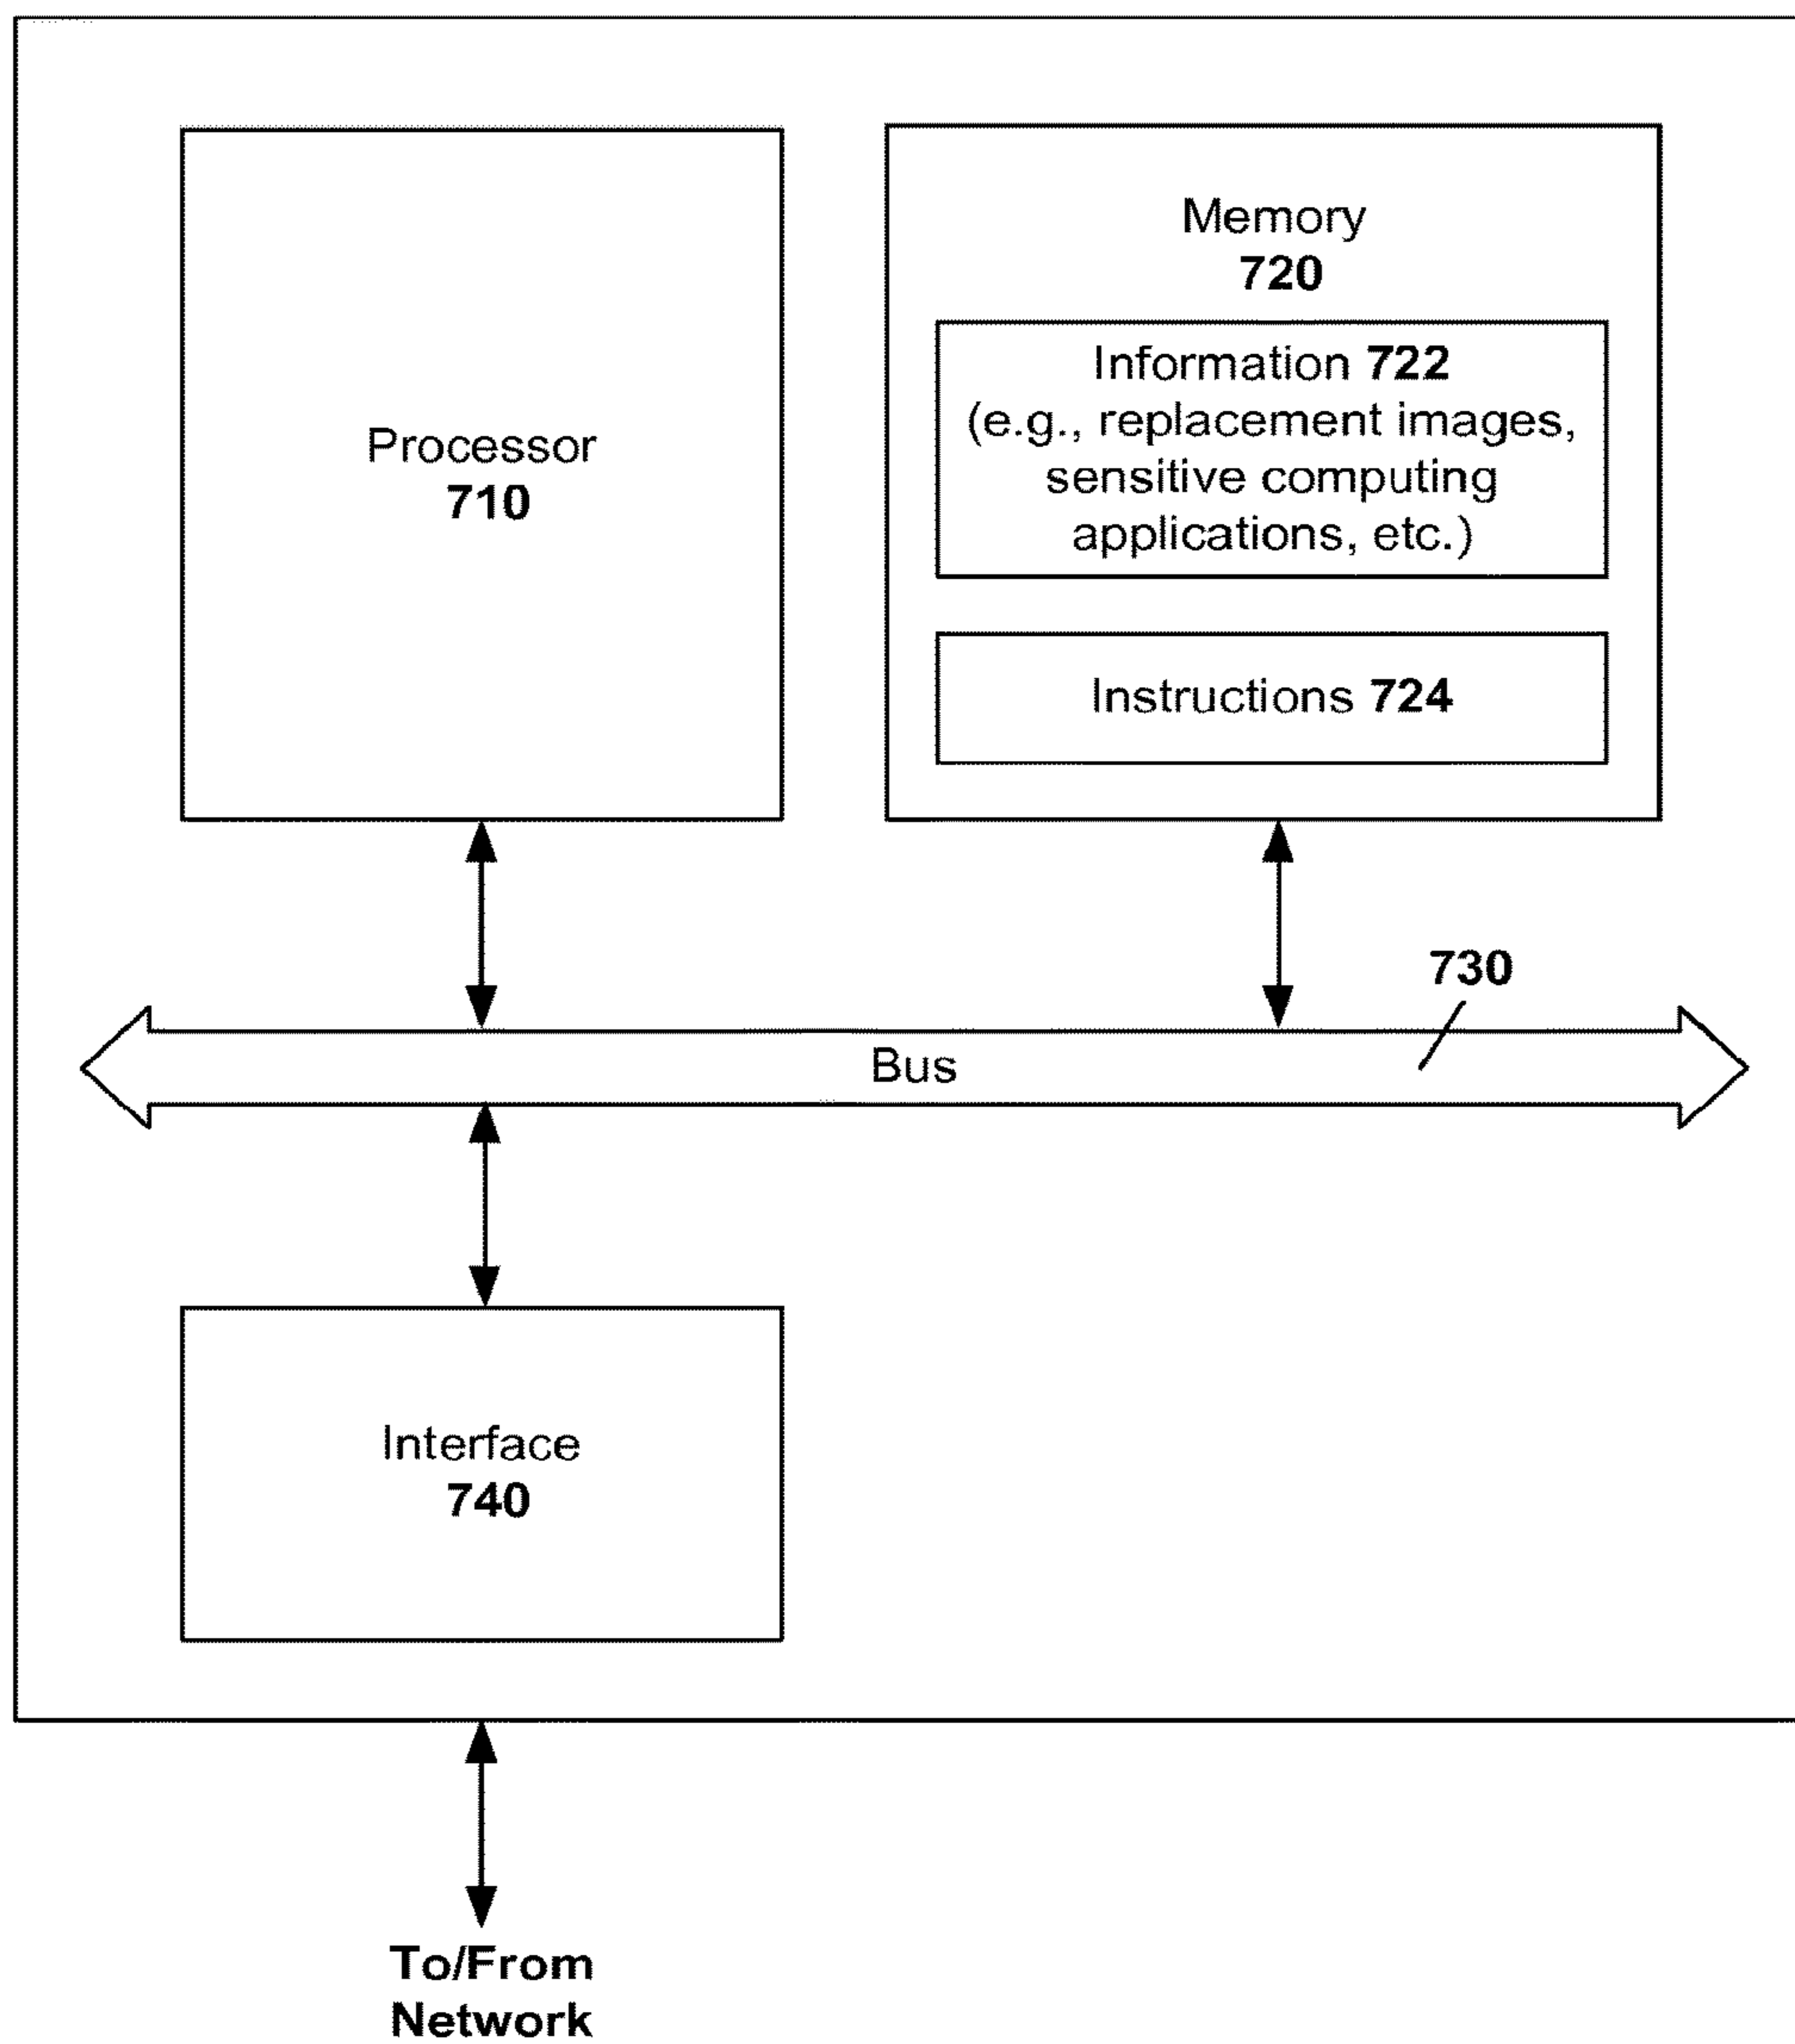 Processor
710
Memory
720
Information 722
(e.g., replacement images,
sensitive computing
applications, etc.)
Instructions 724
730
Bus
Interface
740
To/From
Network